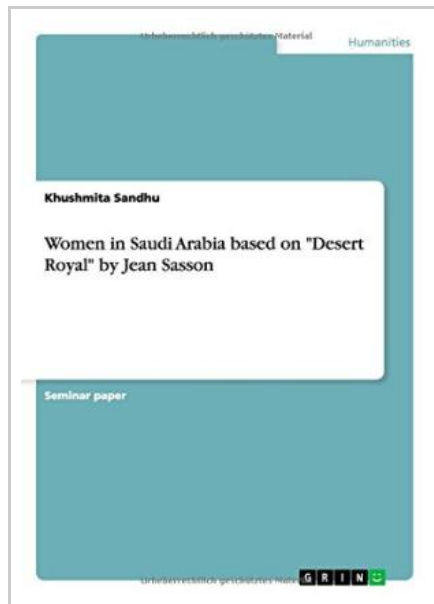 Urheberrechtlich geschütztes Material
Humanities
Khushmita Sandhu
Women in Saudi Arabia based on "Desert
Royal" by Jean Sasson
Seminar paper
Urheberrechtlich geschütztes Material
GRIN